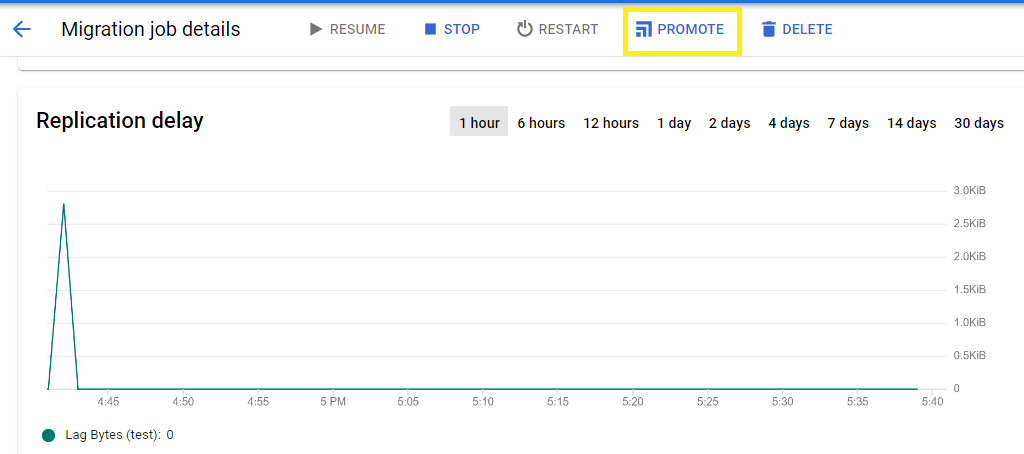 Migration job details RESUME STOP RESTART PROMOTE DELETE
Replication delay 1 hour 6 hours 12 hours 1 day 2 days 4 days 7 days 14 days 30 days
3.0KiB
2.5KiB
2.0KiB
1.5KiB
1.0KiB
0.5KiB
0
4:45 4:50 4:55 5 PM 5:05 5:10 5:15 5:20 5:25 5:30 5:35 5:40
Lag Bytes (test): 0